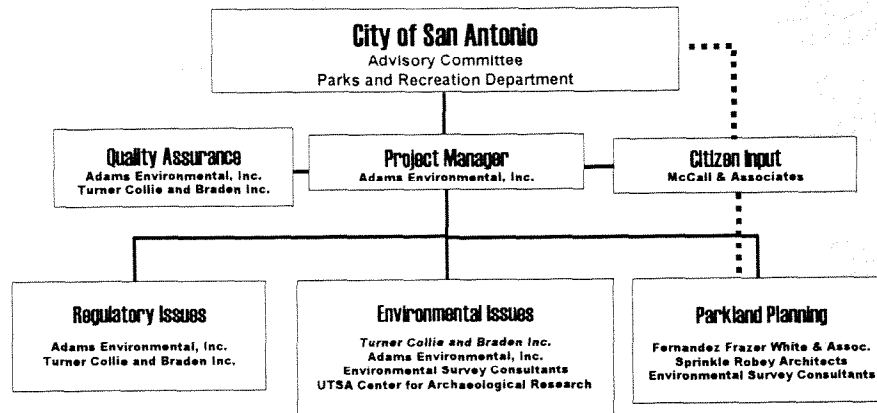 City of San Antonio
Advisory Committee
Parks and Recreation Department
Quality Assurance
Adams Environmental, Inc.
Turner Collie and Braden Inc.
Project Manager
Adams Environmental, Inc.
Citizen Input
McCall & Associates
Regulatory Issues
Adams Environmental, Inc.
Turner Collie and Braden Inc.
Environmental Issues
Turner Collie and Braden Inc.
Adams Environmental, Inc.
Environmental Survey Consultants
UTSA Center for Archaeological Research
Parkland Planning
Fernandez Frazer White & Assoc.
Sprinkle Robey Architects
Environmental Survey Consultants